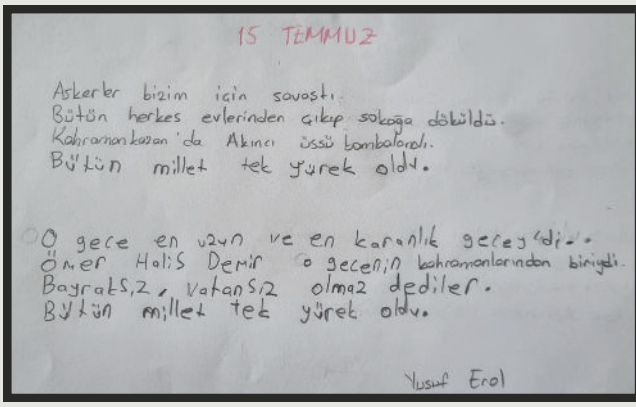 15 TEMMUZ
Askerler bizim için savaştı.
Bütün herkes evlerinden çıkıp sokağa döküldü.
Kahramankazan'da Akıncı üssü bombalandı.
Bütün millet tek yürek oldu.
O gece en uzun ve en karanlık gecey'di..
Ömer Halis Demir o gecenin kahramanlarından biriydi.
Bayraksız, vatansız olmaz dediler.
Bütün millet tek yürek oldu.
Yusuf Erol